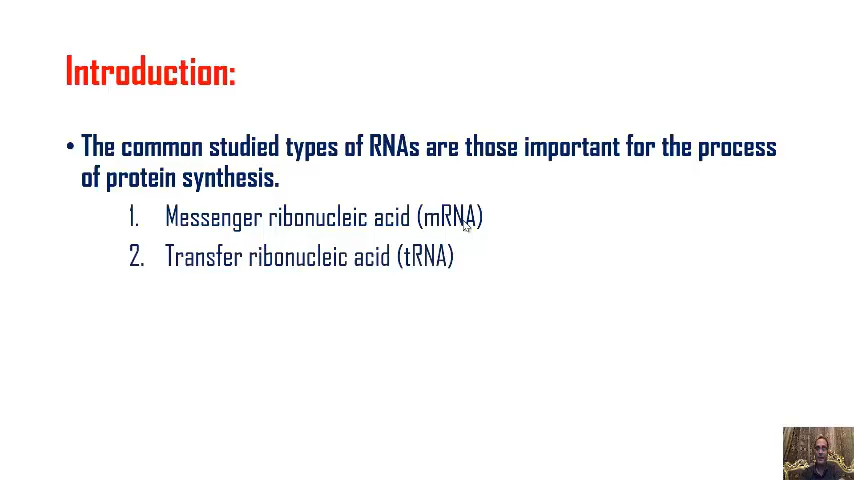 Introduction:
• The common studied types of RNAs are those important for the process
of protein synthesis.
1. Messenger ribonucleic acid (mRNA)
2. Transfer ribonucleic acid (tRNA)